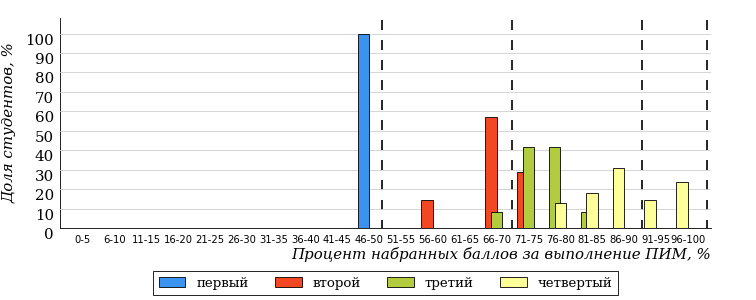 Доля студентов, %
100
90
80
70
60
50
40
30
20
10
0
0-5 6-10 11-15 16-20 21-25 26-30 31-35 36-40 41-45 46-50 51-55 56-60 61-65 66-70 71-75 76-80 81-85 86-90 91-95 96-100
Процент набранных баллов за выполнение ПИМ, %
первый второй третий четвертый